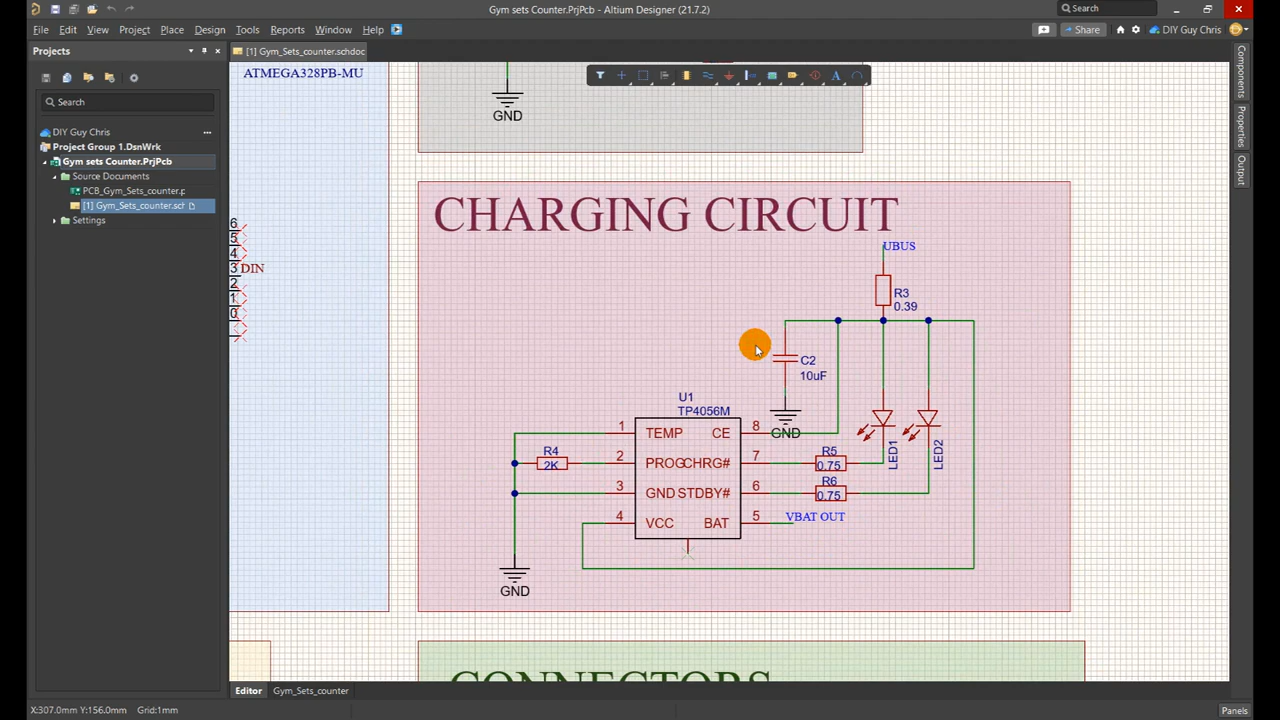 Gym sets Counter.PrjPcb - Altium Designer (21.7.2)
Search
File Edit View Project Place Design Tools Reports Window Help
Share
DIY Guy Chris
Projects
[1] Gym_Sets_counter.schdoc
Search
DIY Guy Chris
Project Group 1.DsnWrk
Gym sets Counter.PrjPcb
Source Documents
PCB_Gym_Sets_counter.p
[1] Gym_Sets_counter.sch
Settings
ATMEGA328PB-MU
6
5
4
3 DIN
2
1
0
GND
CHARGING CIRCUIT
UBUS
R3
0.39
C2
10uF
GND
U1
TP4056M
1 TEMP CE 8
R4
2K
2 PROG CHRG# 7
R5
0.75
3 GND STDBY# 6
R6
0.75
4 VCC BAT 5
VBAT OUT
LED1
LED2
GND
CONNECTORS
Components
Properties
Output
Editor Gym_Sets_counter
X:307.0mm Y:156.0mm Grid:1mm
Panels